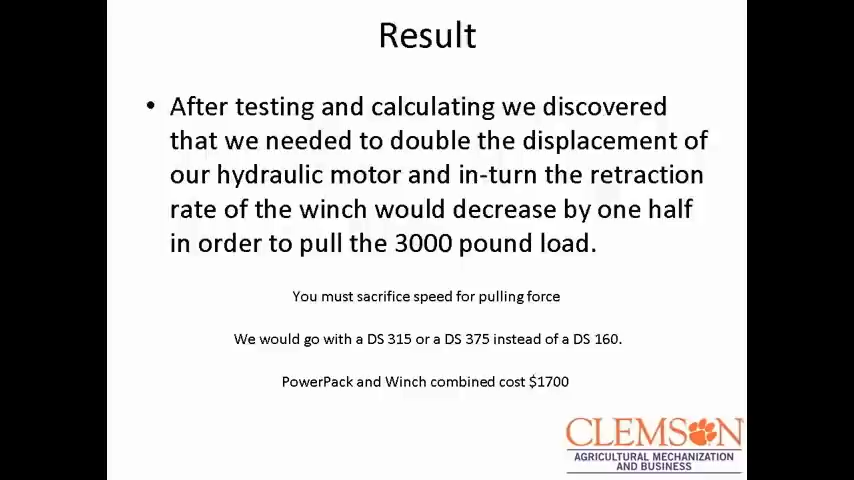 Result
• After testing and calculating we discovered
that we needed to double the displacement of
our hydraulic motor and in-turn the retraction
rate of the winch would decrease by one half
in order to pull the 3000 pound load.
You must sacrifice speed for pulling force
We would go with a DS 315 or a DS 375 instead of a DS 160.
PowerPack and Winch combined cost $1700
CLEMSON
AGRICULTURAL MECHANIZATION
AND BUSINESS